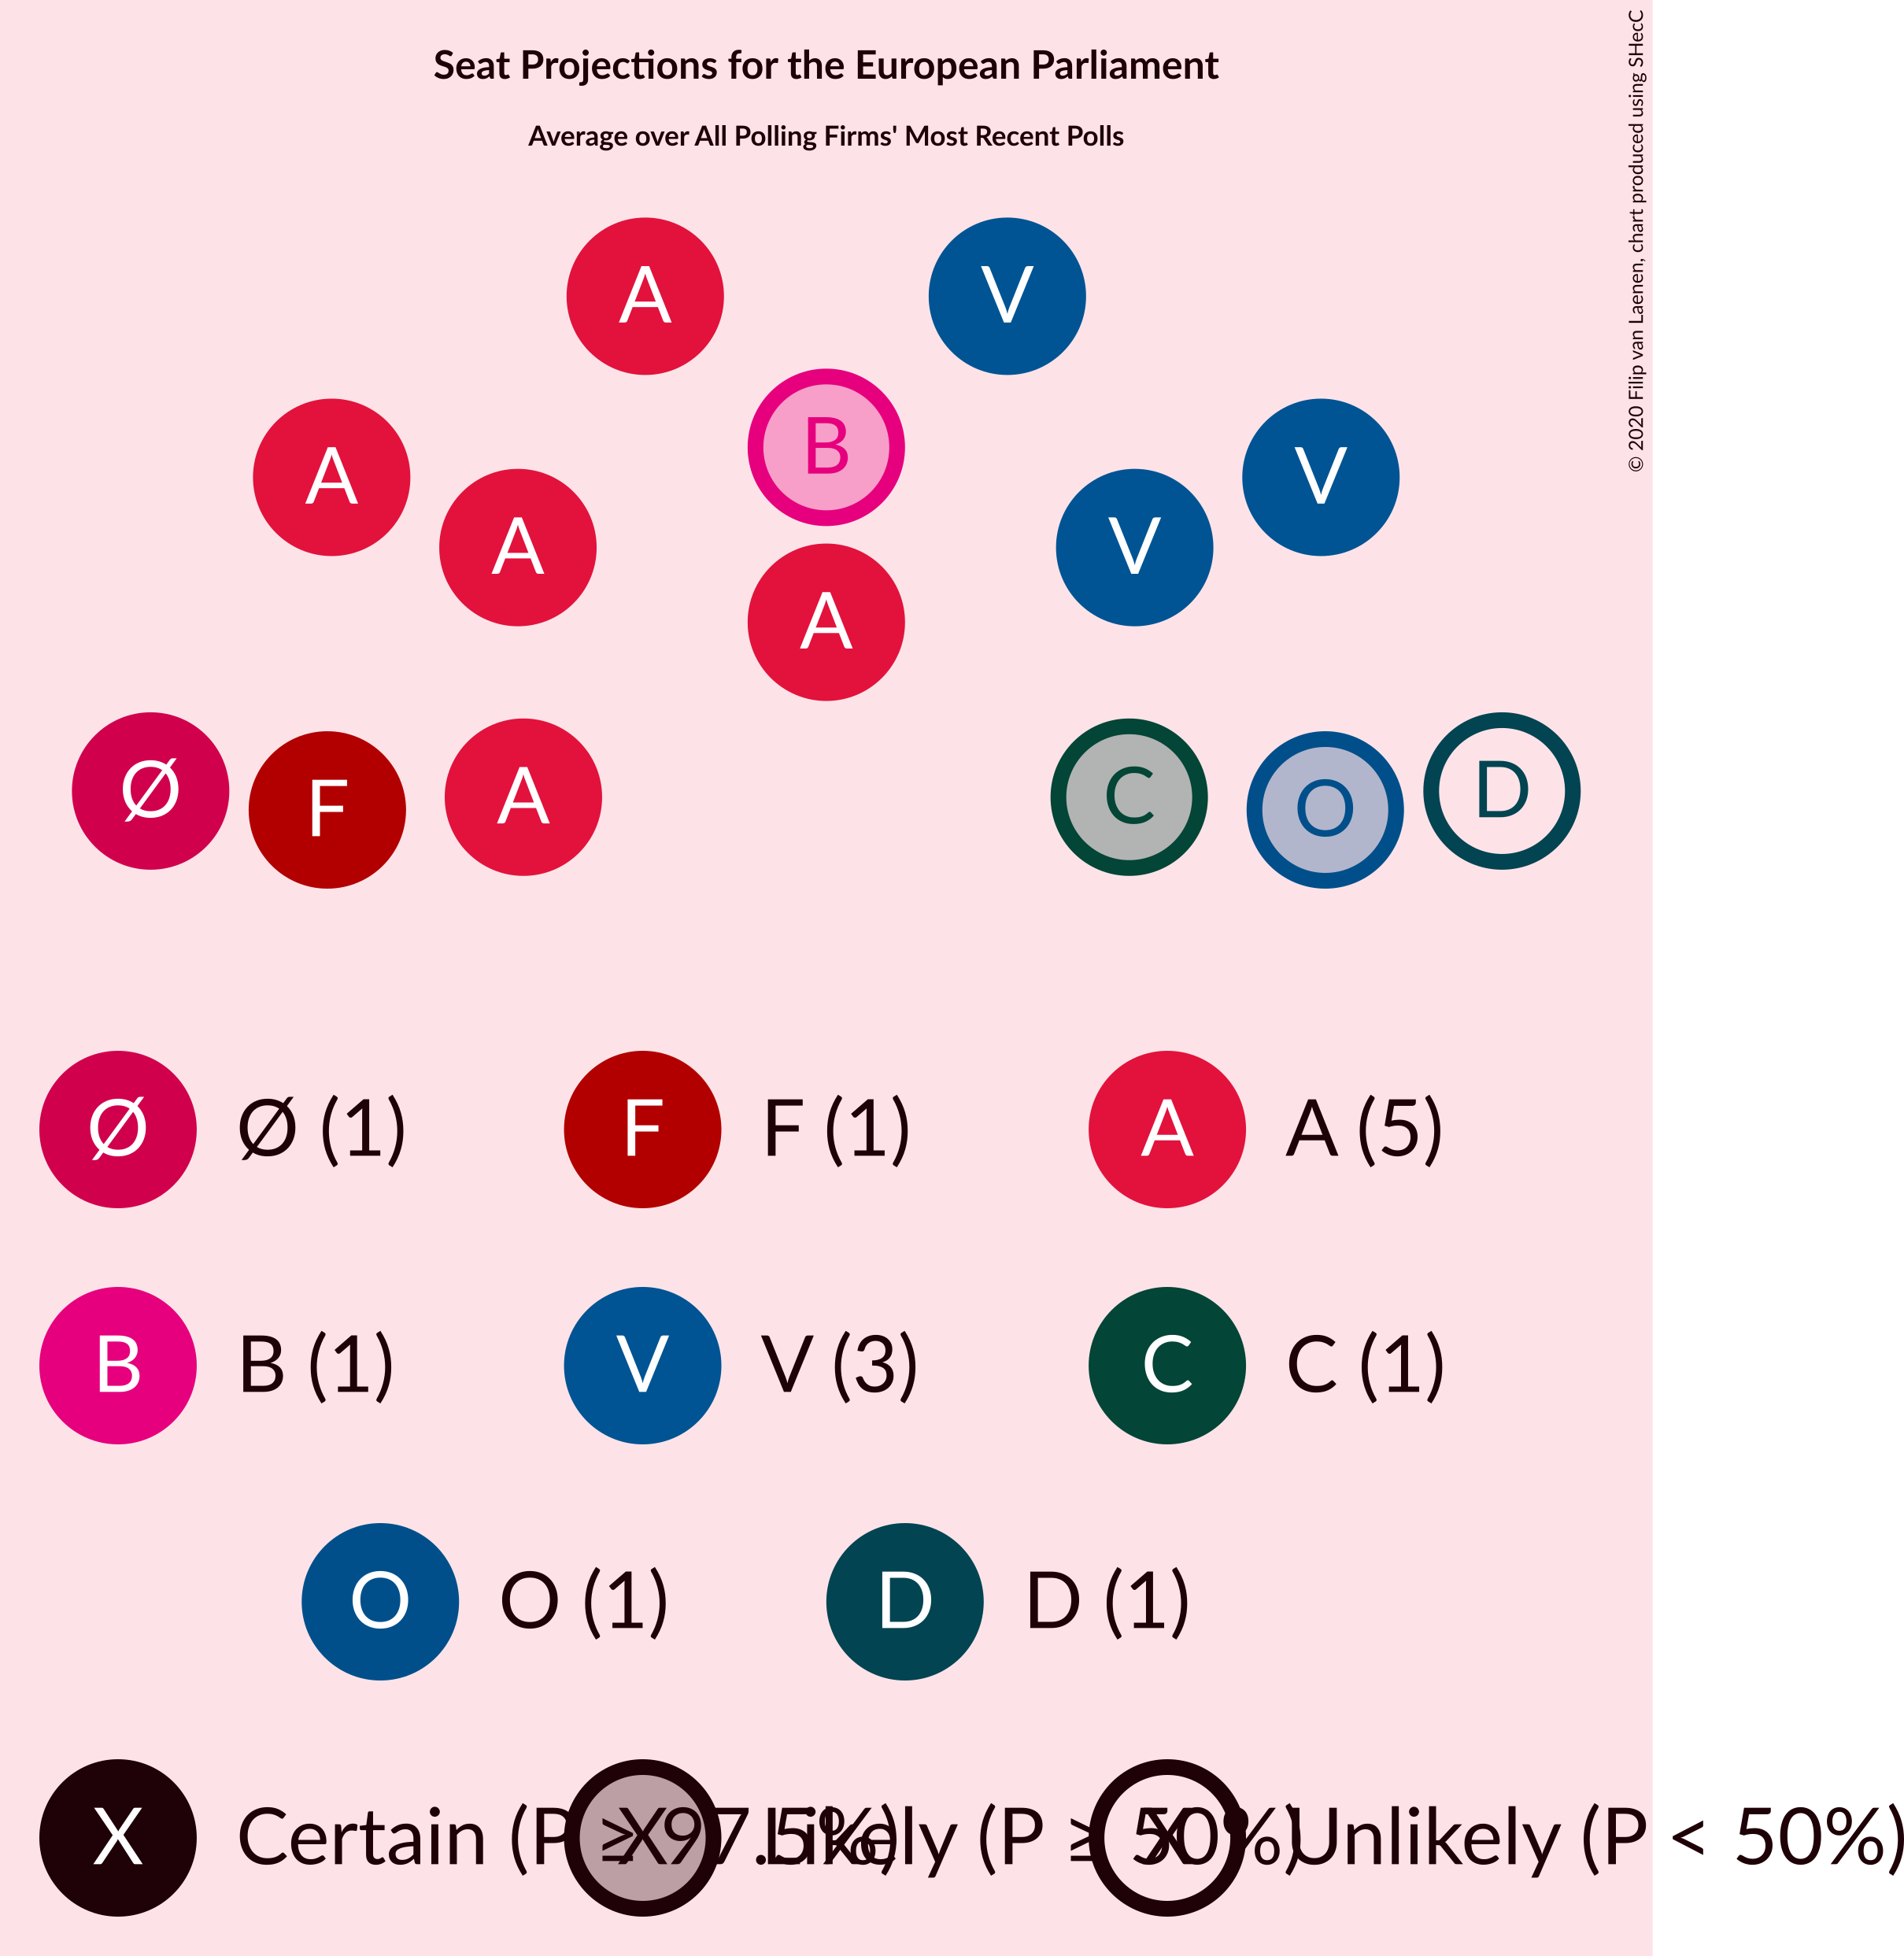 Seat Projections for the European Parliament
Average over All Polling Firms' Most Recent Polls
© 2020 Filip van Laenen, chart produced using SHecC
A V
B
A V
A V
A
Ø D
A C
F O
Ø Ø (1) F F (1) A A (5)
B B (1) V V (3) C C (1)
O O (1) D D (1)
X Certain (P ≥ 97.5%) X Likely (P ≥ 50%) X Unlikely (P < 50%)